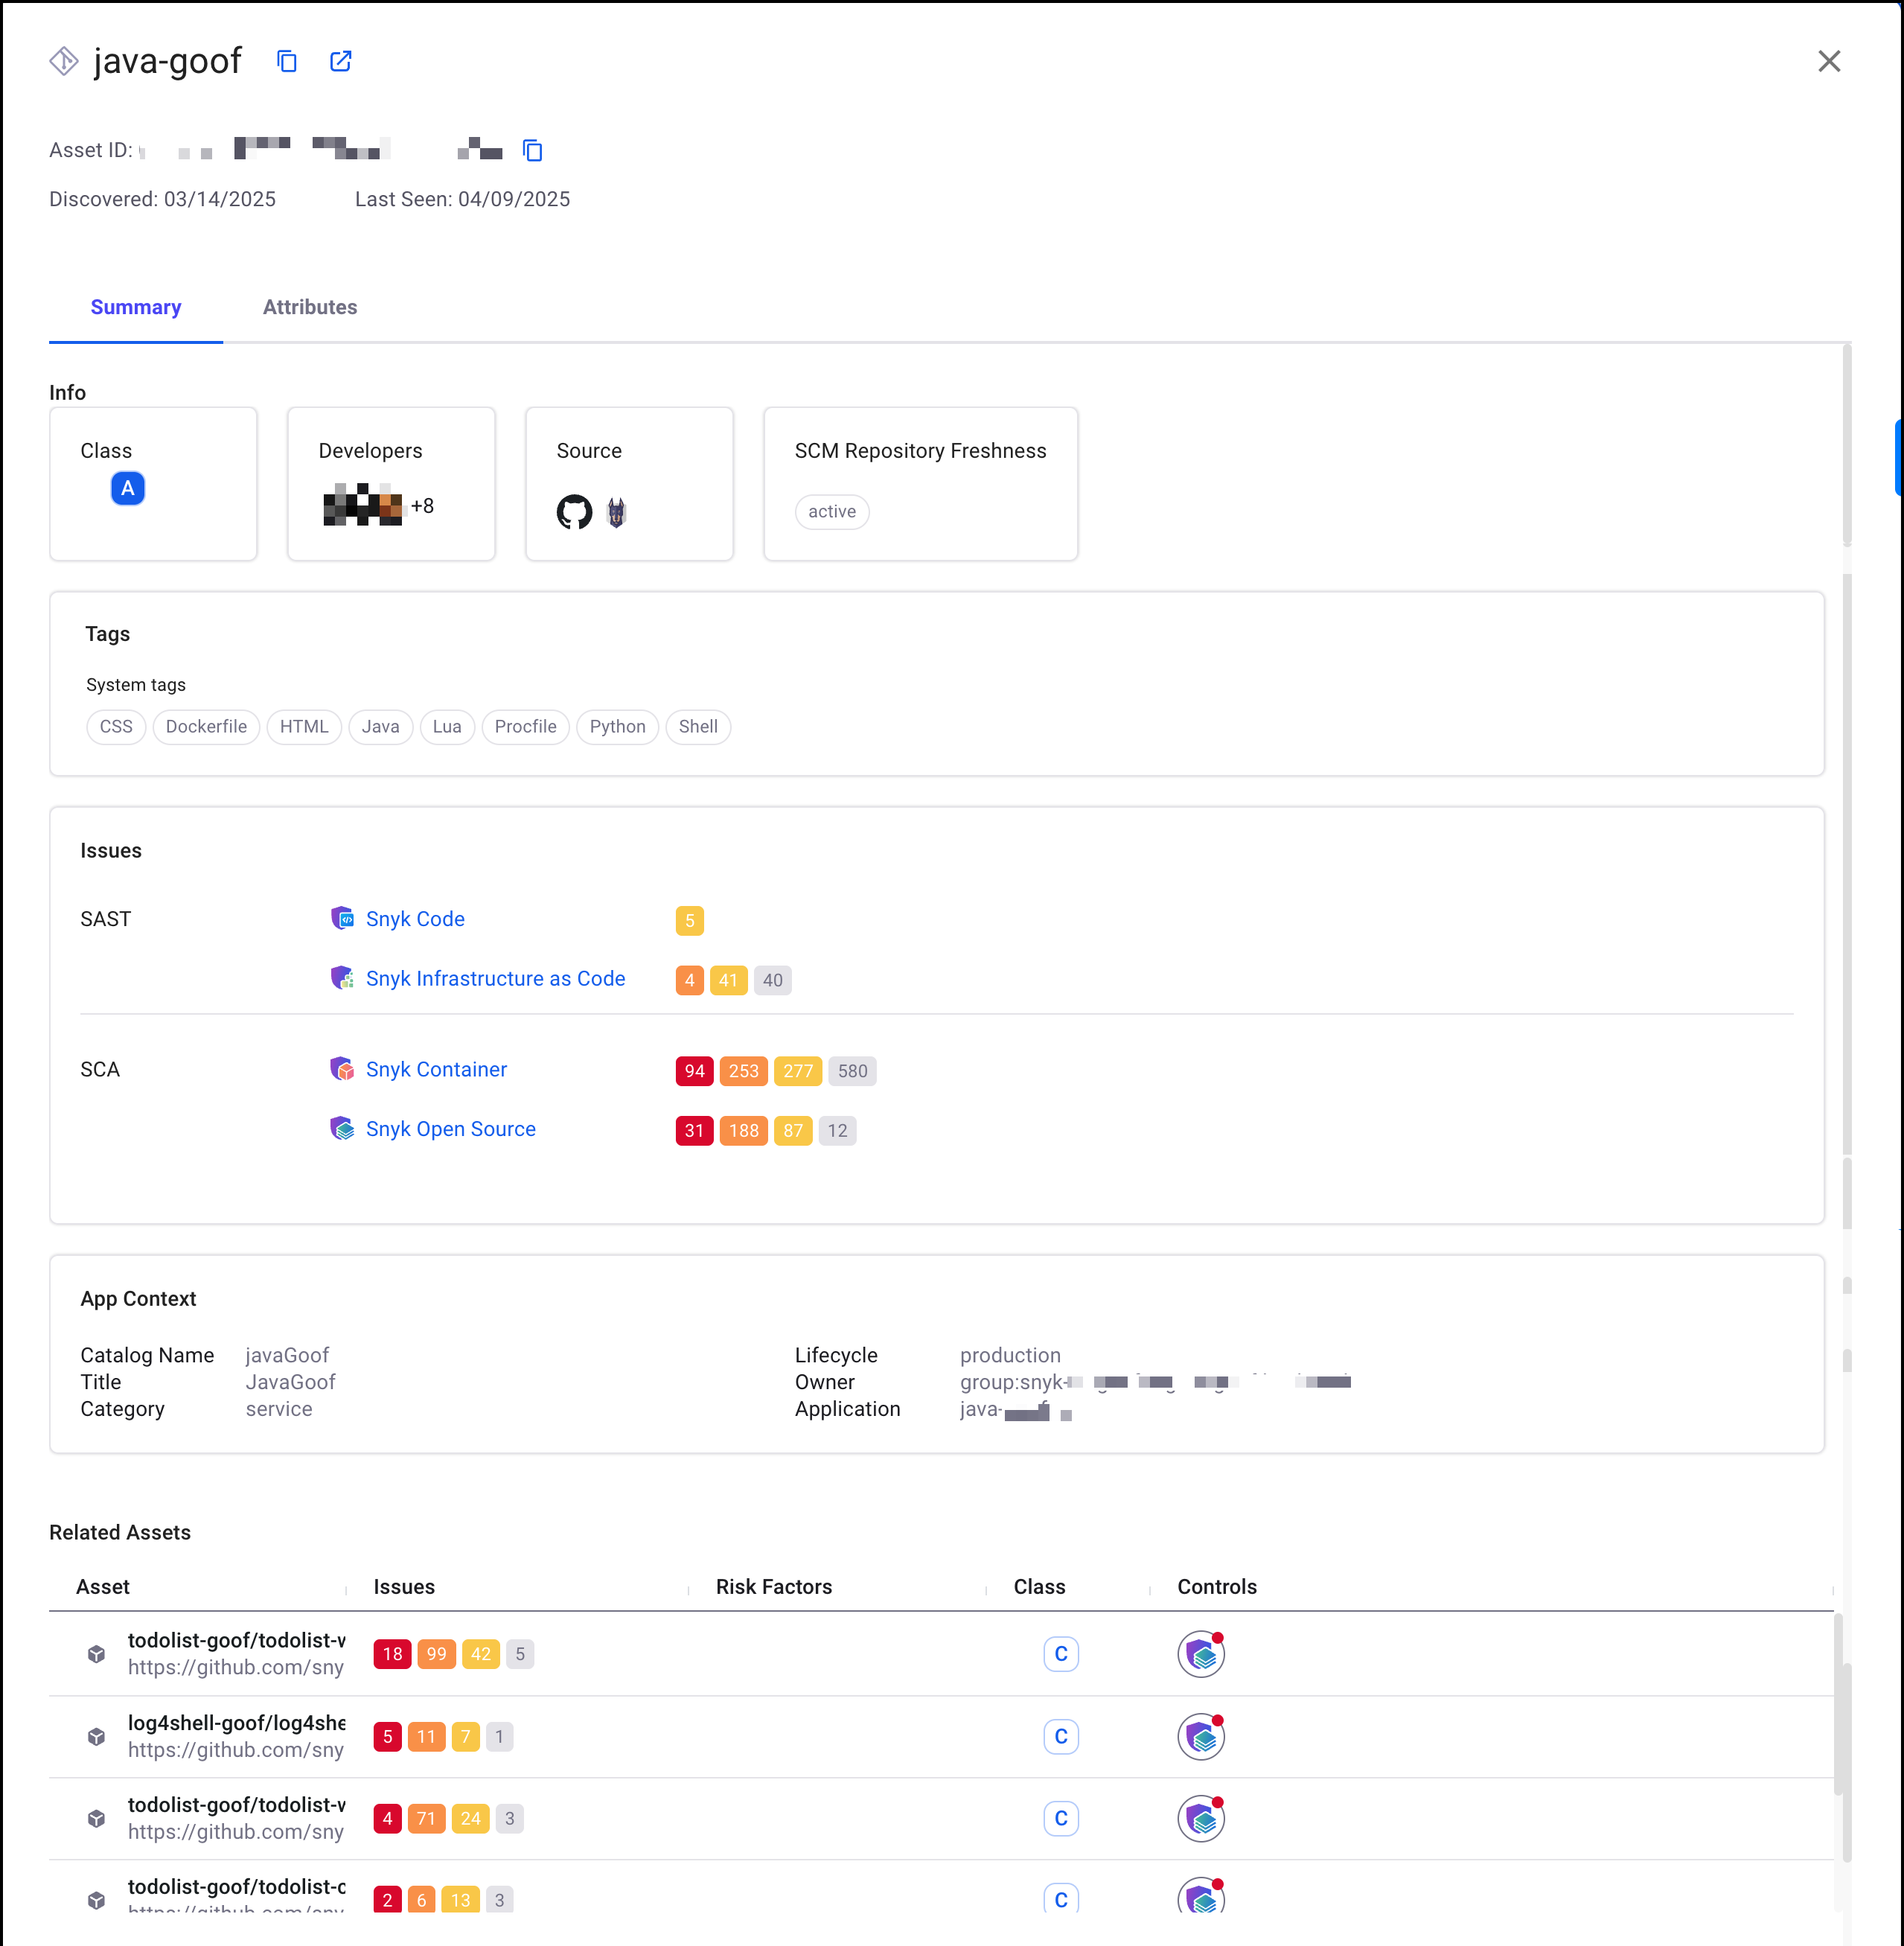 java-goof
Asset ID:
Discovered: 03/14/2025 Last Seen: 04/09/2025
Summary Attributes
Info
Class Developers Source SCM Repository Freshness
A +8 active
Tags
System tags
CSS Dockerfile HTML Java Lua Procfile Python Shell
Issues
SAST Snyk Code 5
Snyk Infrastructure as Code 4 41 40
SCA Snyk Container 94 253 277 580
Snyk Open Source 31 188 87 12
App Context
Catalog Name javaGoof Lifecycle production
Title JavaGoof Owner group:snyk-
Category service Application java-
Related Assets
Asset Issues Risk Factors Class Controls
todolist-goof/todolist-w 18 99 42 5 C
https://github.com/sny
log4shell-goof/log4she 5 11 7 1 C
https://github.com/sny
todolist-goof/todolist-w 4 71 24 3 C
https://github.com/sny
todolist-goof/todolist-c 2 6 13 3 C